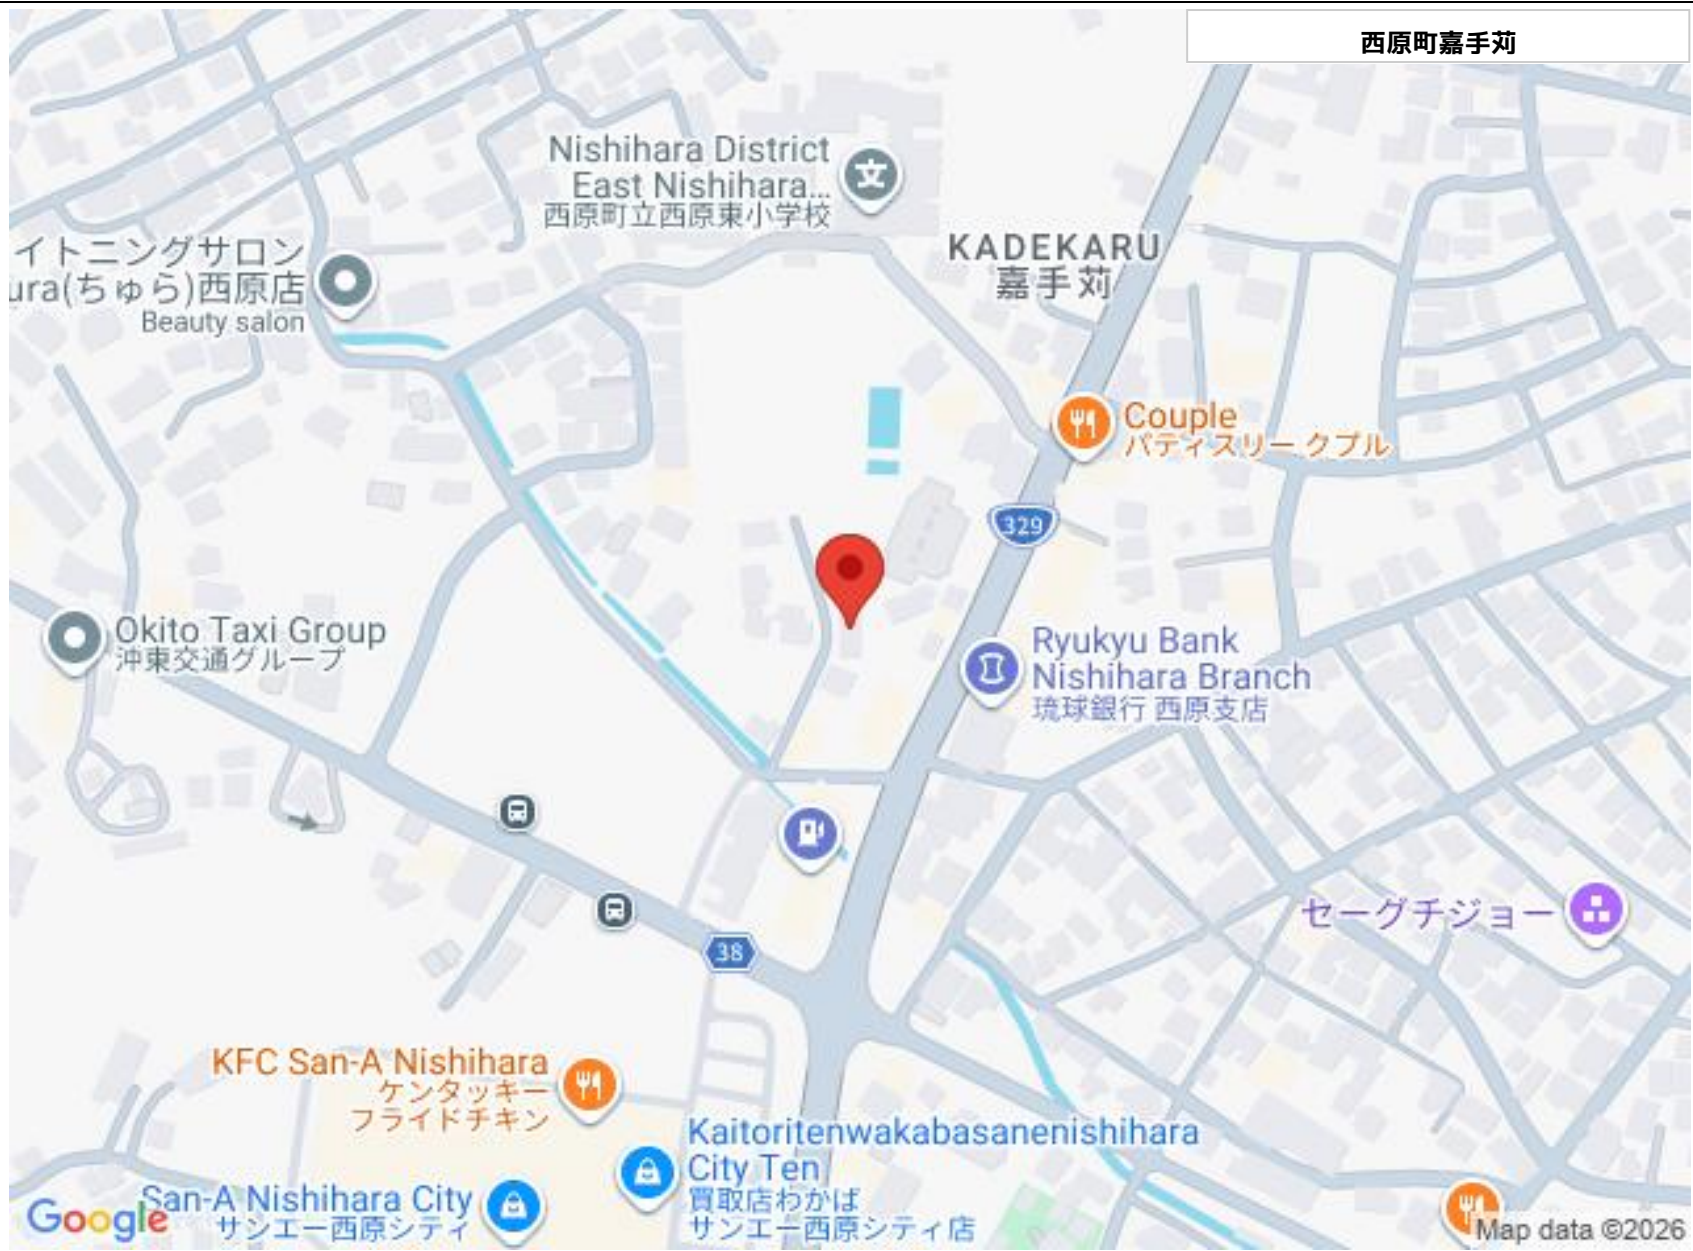 西原町嘉手苅
Nishihara District
East Nishihara...
西原町立西原東小学校
KADEKARU
嘉手苅
イトニングサロン
ura(ちゅら)西原店
Beauty salon
Couple
パティスリー クプル
329
Okito Taxi Group
沖東交通グループ
Ryukyu Bank
Nishihara Branch
琉球銀行 西原支店
セーグチジョー
38
KFC San-A Nishihara
ケンタッキー
フライドチキン
Kaitoritenwakabasanenishihara
City Ten
買取店わかば
サンエー西原シティ店
San-A Nishihara City
サンエー西原シティ
Google
Map data ©2026